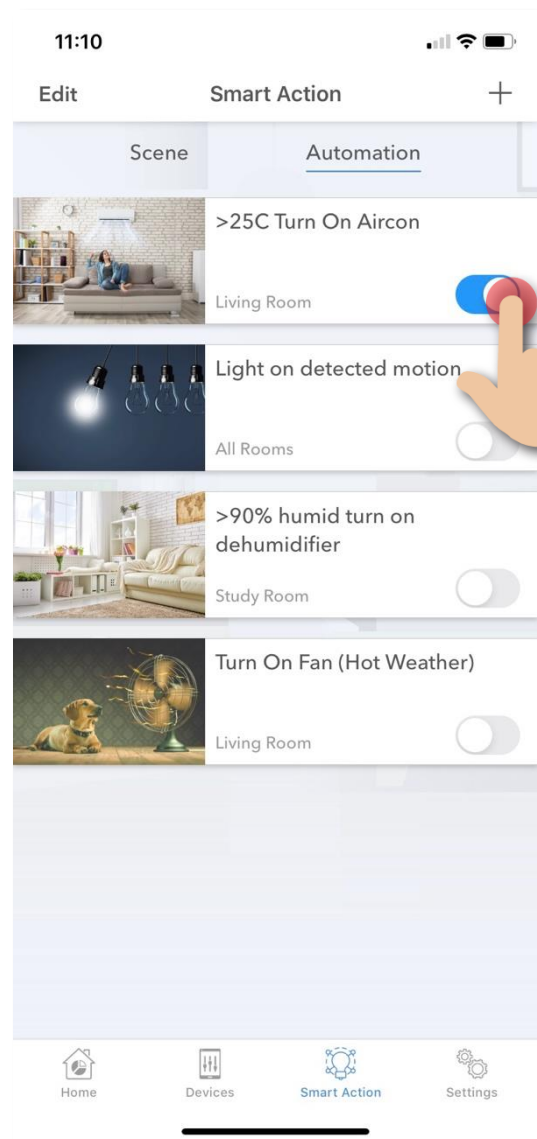 11:10
Edit Smart Action +
Scene Automation
>25C Turn On Aircon
Living Room
Light on detected motion
All Rooms
>90% humid turn on
dehumidifier
Study Room
Turn On Fan (Hot Weather)
Living Room
Home Devices Smart Action Settings